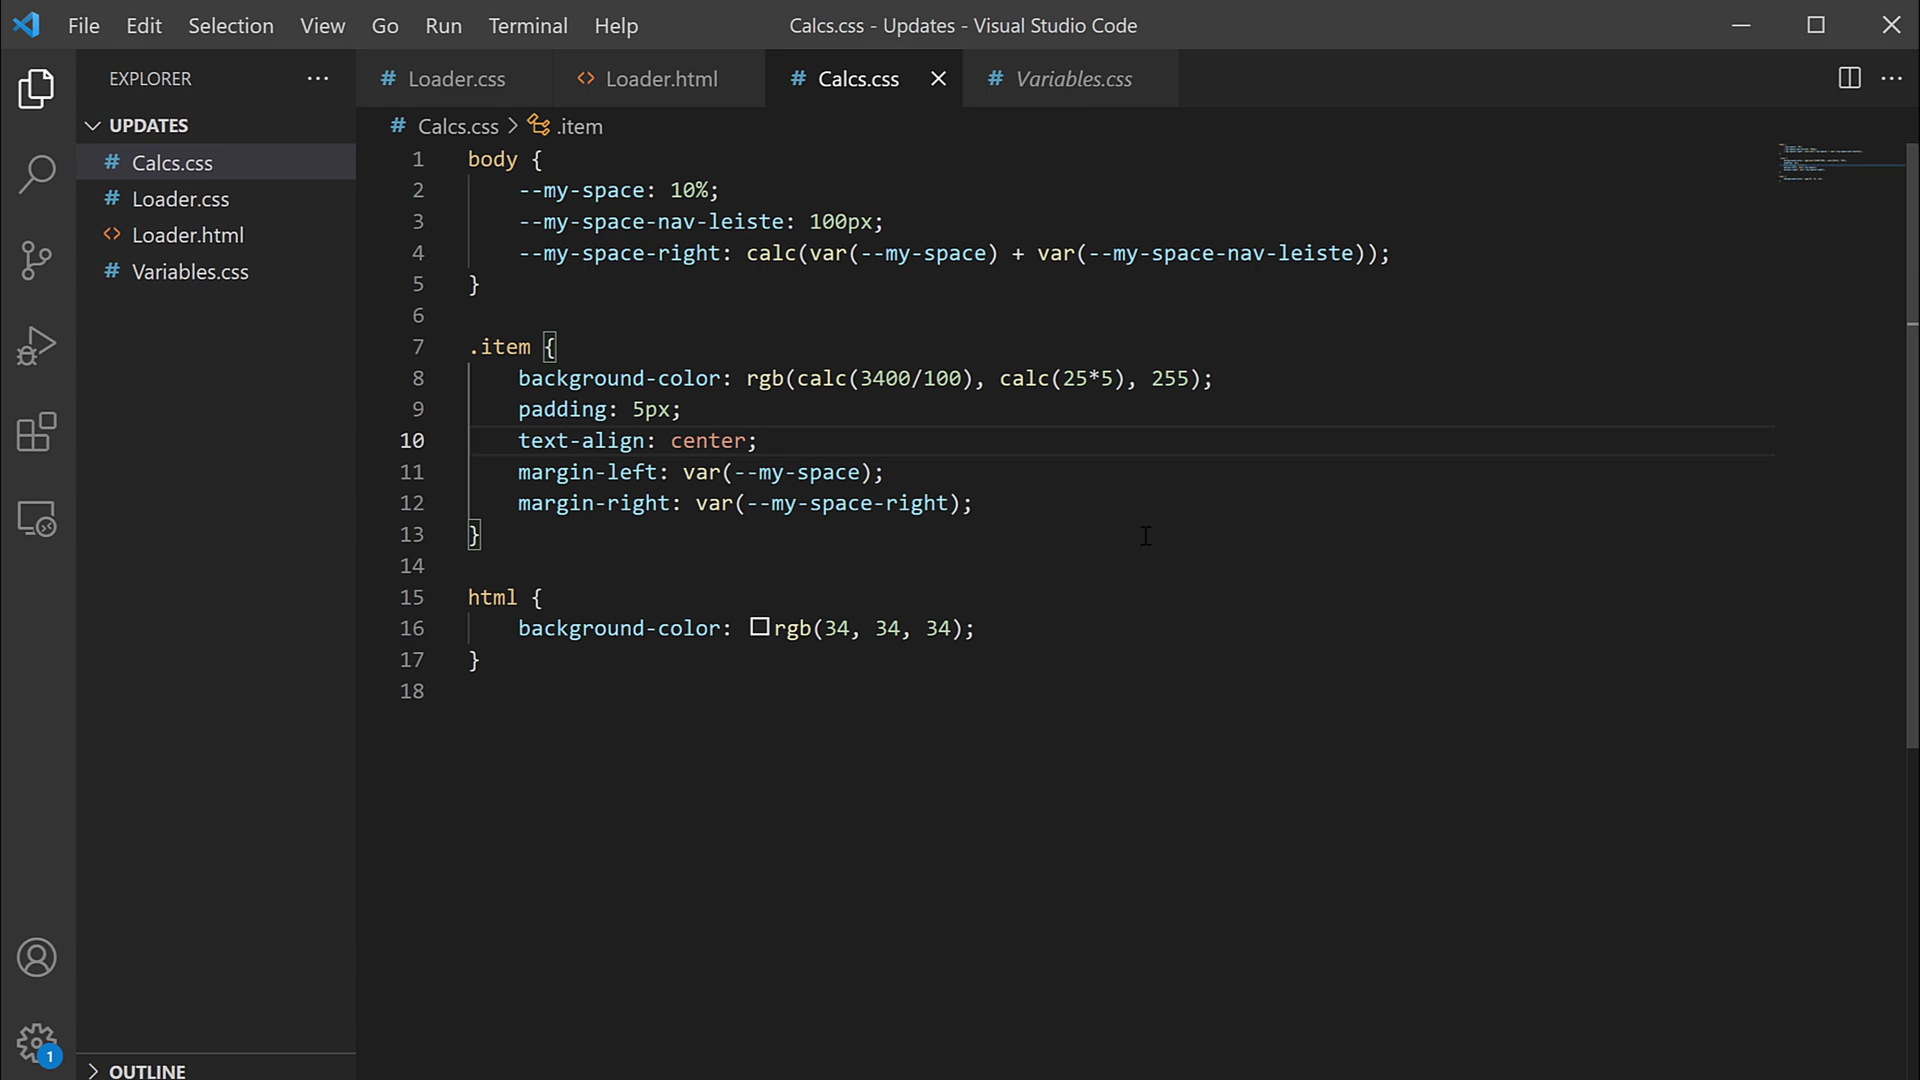 File Edit Selection View Go Run Terminal Help
Calcs.css - Updates - Visual Studio Code
EXPLORER
Loader.css
Loader.html
Calcs.css
Variables.css
UPDATES
Calcs.css
Loader.css
Loader.html
Variables.css
OUTLINE
1
# Calcs.css > .item
1 body {
2 --my-space: 10%;
3 --my-space-nav-leiste: 100px;
4 --my-space-right: calc(var(--my-space) + var(--my-space-nav-leiste));
5 }
6
7 .item {
8 background-color: rgb(calc(3400/100), calc(25*5), 255);
9 padding: 5px;
10 text-align: center;
11 margin-left: var(--my-space);
12 margin-right: var(--my-space-right);
13 }
14
15 html {
16 background-color: rgb(34, 34, 34);
17 }
18